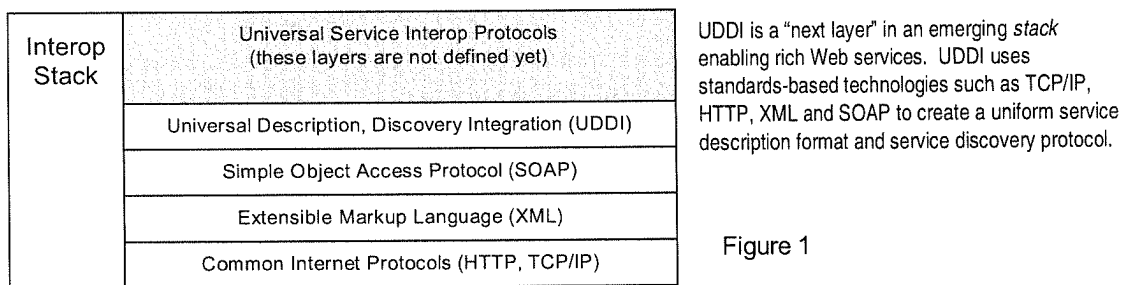 Interop
Stack
Universal Service Interop Protocols
(these layers are not defined yet)
Universal Description, Discovery Integration (UDDI)
Simple Object Access Protocol (SOAP)
Extensible Markup Language (XML)
Common Internet Protocols (HTTP, TCP/IP)
UDDI is a “next layer” in an emerging stack
enabling rich Web services. UDDI uses
standards-based technologies such as TCP/IP,
HTTP, XML and SOAP to create a uniform service
description format and service discovery protocol.
Figure 1